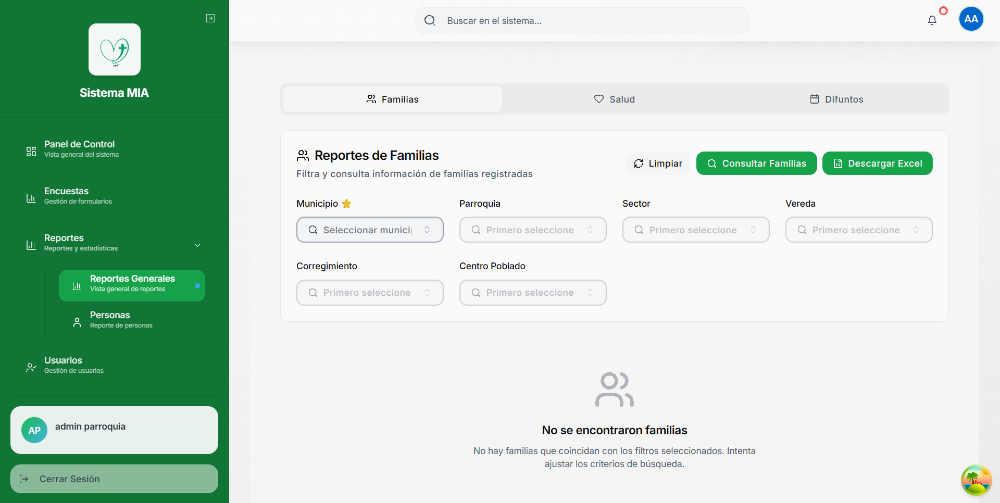 Sistema MIA
Panel de Control
Vista general del sistema
Encuestas
Gestión de formularios
Reportes
Reportes y estadísticas
Reportes Generales
Vista general de reportes
Personas
Reporte de personas
Usuarios
Gestión de usuarios
AP
admin parroquia
Cerrar Sesión
Buscar en el sistema...
AA
Familias
Salud
Difuntos
Reportes de Familias
Filtra y consulta información de familias registradas
Limpiar
Consultar Familias
Descargar Excel
Municipio
Parroquia
Sector
Vereda
Seleccionar munici
Primero seleccione
Primero seleccione
Primero seleccione
Corregimiento
Centro Poblado
Primero seleccione
Primero seleccione
No se encontraron familias
No hay familias que coincidan con los filtros seleccionados. Intenta
ajustar los criterios de búsqueda.